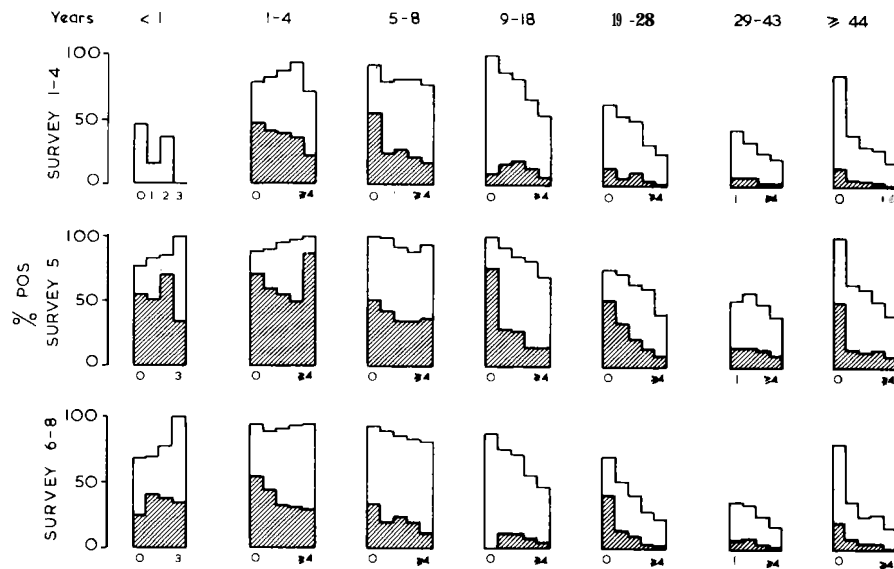 Years < 1 1-4 5-8 9-18 19-28 29-43 ≥ 44
% POS
SURVEY 1-4
100
50
0
0 1 2 3 0 ≥4 0 ≥4 0 ≥4 0 ≥4 1 ≥4 0
SURVEY 5
100
50
0
0 3 0 ≥4 0 ≥4 0 ≥4 0 ≥4 1 ≥4 0 ≥4
SURVEY 6-8
100
50
0
0 3 0 ≥4 0 ≥4 0 ≥4 0 ≥4 1 ≥4 0 ≥4